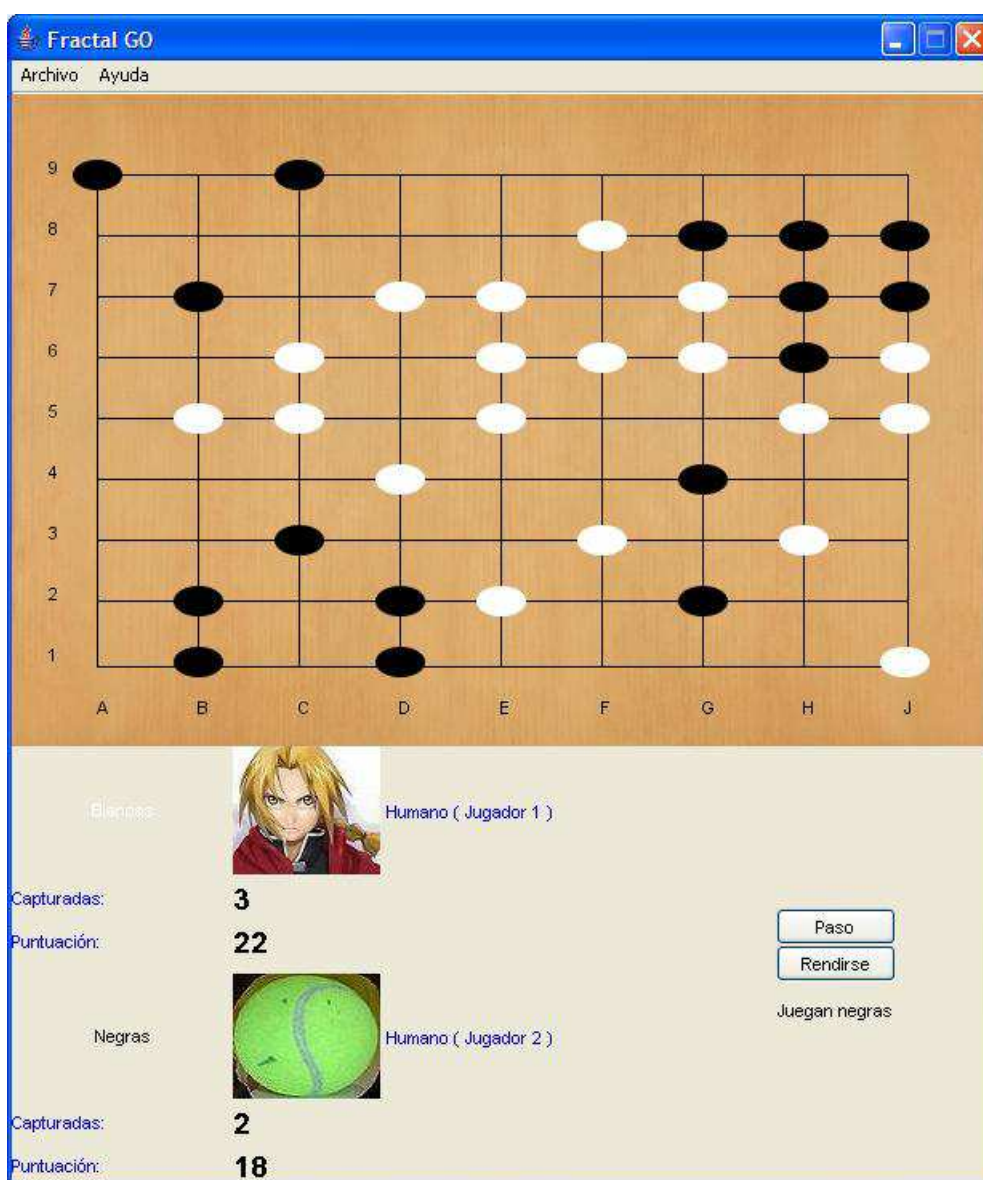 Fractal GO
Archivo Ayuda
9
8
7
6
5
4
3
2
1
A B C D E F G H J
Blancas
Humano ( Jugador 1 )
Capturadas:
3
Puntuación:
22
Paso
Rendirse
Juegan negras
Negras
Humano ( Jugador 2 )
Capturadas:
2
Puntuación:
18